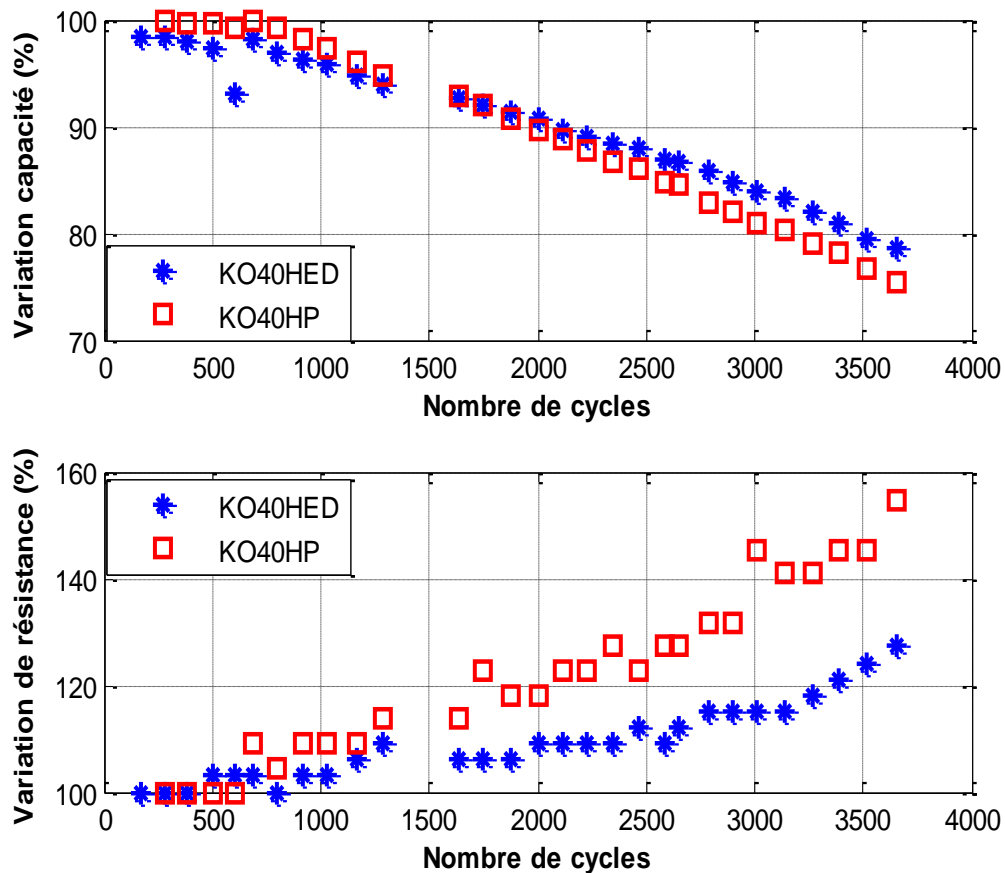 Variation capacité (%)
100
90
80
70
KO40HED
KO40HP
0 500 1000 1500 2000 2500 3000 3500 4000
Nombre de cycles
Variation de résistance (%)
160
140
120
100
KO40HED
KO40HP
0 500 1000 1500 2000 2500 3000 3500 4000
Nombre de cycles